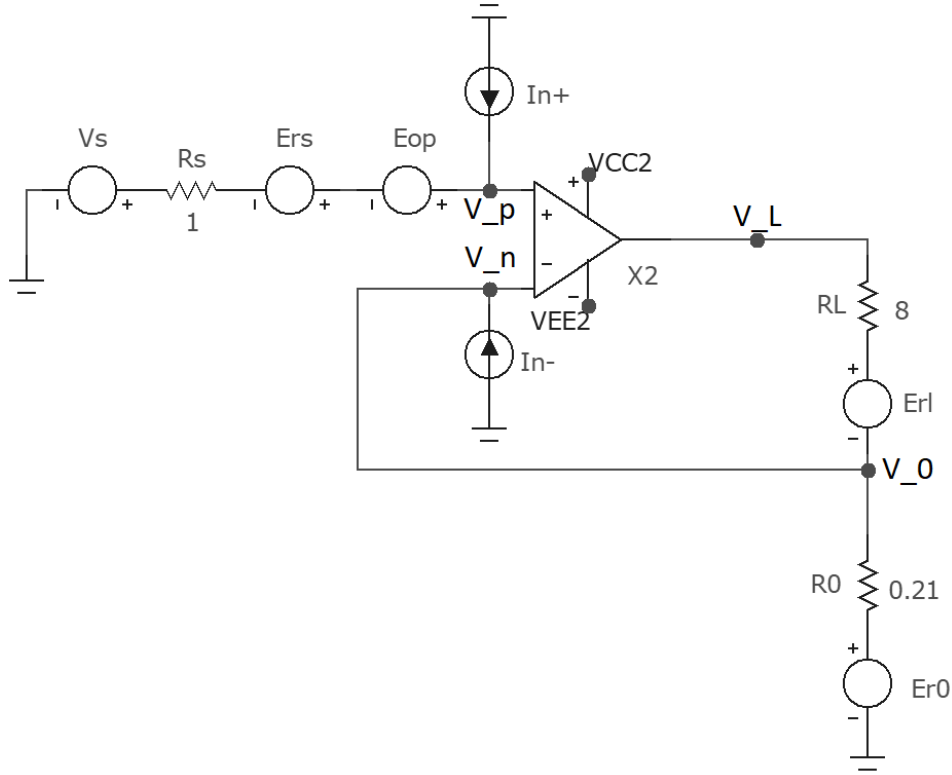 In+
Vs
Rs
Ers
Eop
VCC2
- + - + - +
+
1
V_p
+
V_L
V_n
-
X2
RL
8
-
VEE2
In-
+
Erl
-
V_0
R0
0.21
+
Er0
-